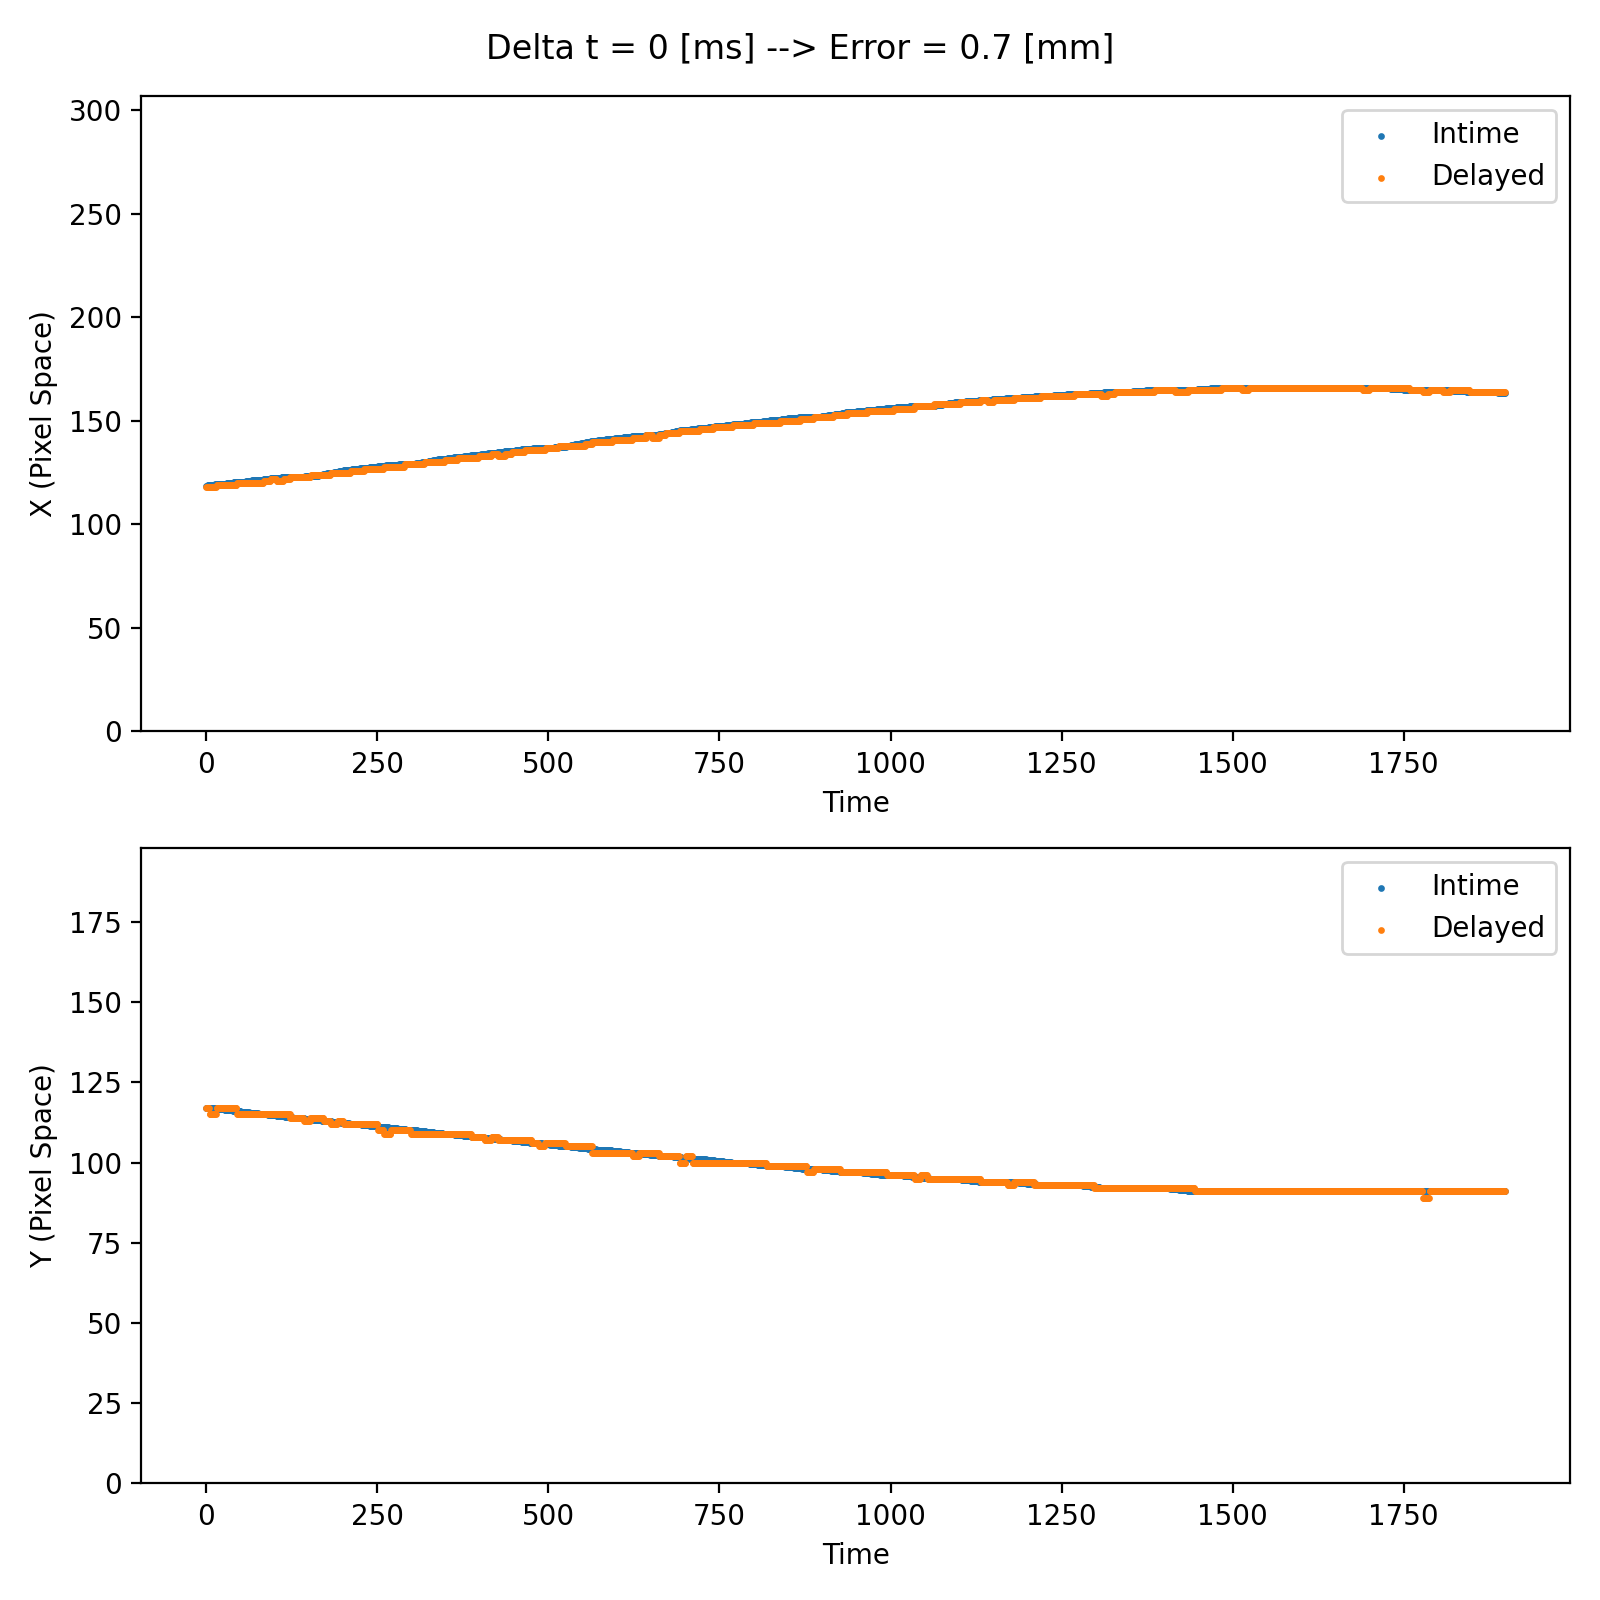 Delta t = 0 [ms] --> Error = 0.7 [mm]
300
250
200
150
100
50
0
X (Pixel Space)
Intime
Delayed
0 250 500 750 1000 1250 1500 1750
Time
175
150
125
100
75
50
25
0
Y (Pixel Space)
Intime
Delayed
0 250 500 750 1000 1250 1500 1750
Time